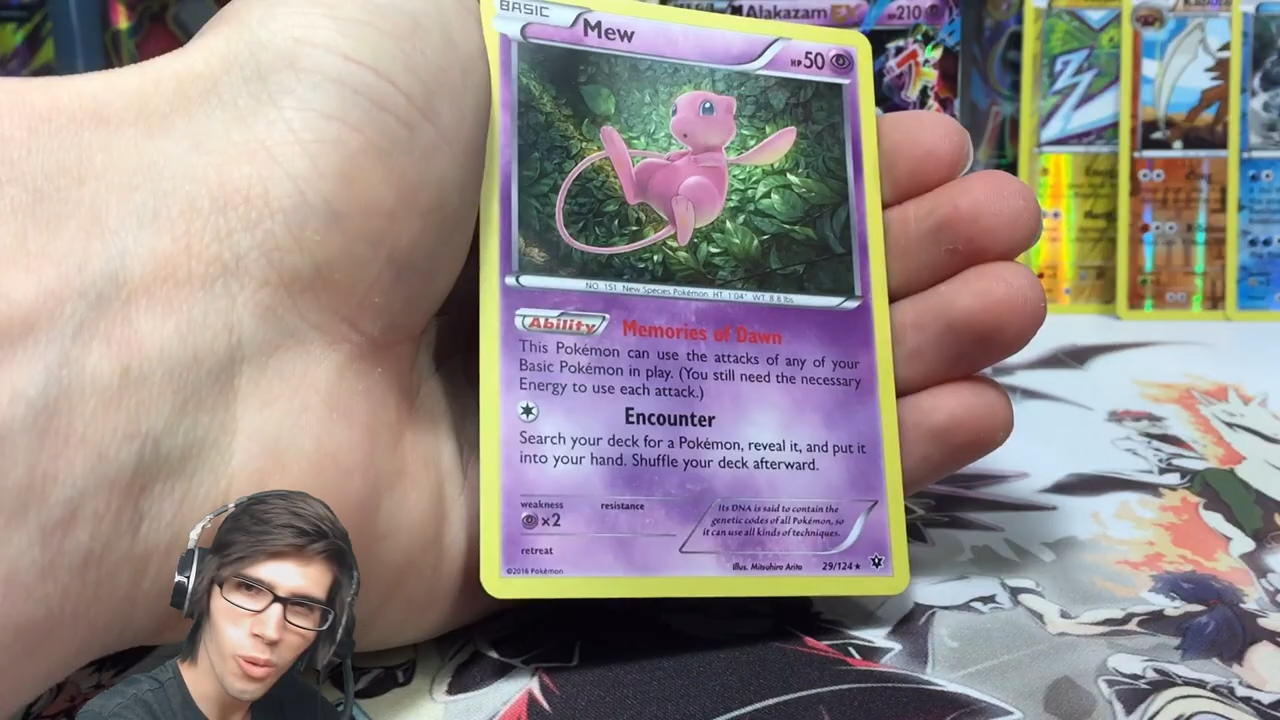 Alakazam EX HP210
BASIC
Mew
HP50
NO. 151 New Species Pokémon HT. 1'04" WT. 8.8 lbs
Ability Memories of Dawn
This Pokémon can use the attacks of any of your
Basic Pokémon in play. (You still need the necessary
Energy to use each attack.)
Encounter
Search your deck for a Pokémon, reveal it, and put it
into your hand. Shuffle your deck afterward.
weakness resistance
×2
retreat
Its DNA is said to contain the
genetic codes of all Pokémon, so
it can use all kinds of techniques.
©2016 Pokémon Illus. Mitsuhiro Arita 29/124★